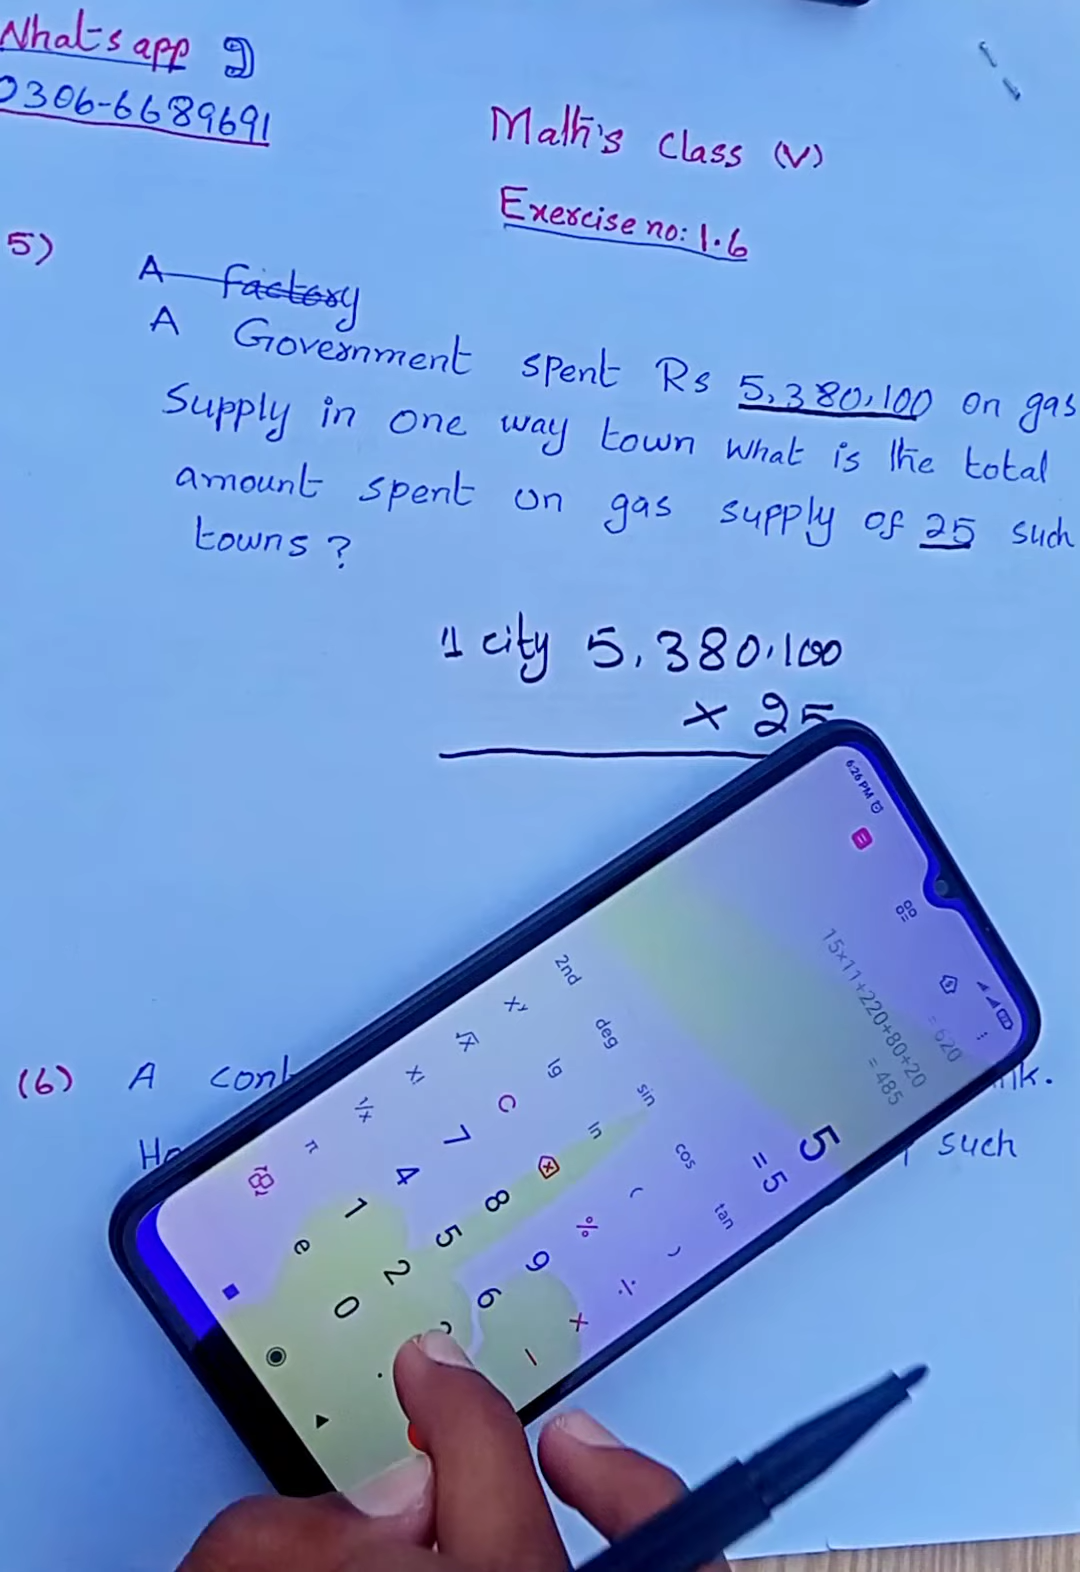 Whatsapp
0306-6689691
Math's Class (V)
Exercise no: 1.6
5)
A factory
A Government spent Rs 5,380,100 on gas
Supply in one way town what is the total
amount spent on gas supply of 25 such
towns?
1 city 5,380,100
× 25
6:26 PM
= 620
15×11+220+80+20
= 485
5
= 5
2nd deg sin cos tan
xʸ lg ln ( )
√x C % ÷
x! 7 8 9 ×
1/x 4 5 6 −
π 1 2
e 0 .
(6) A
such